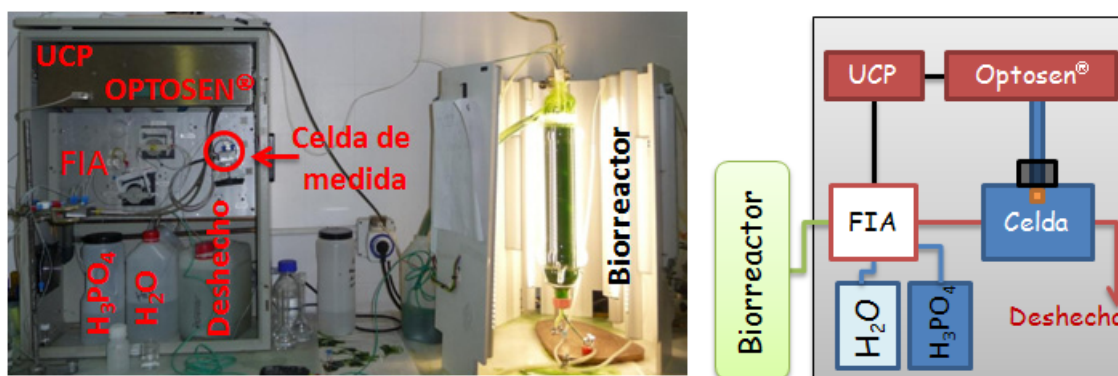 UCP
OPTOSEN®
FIA
Celda de
medida
H₃PO₄
H₂O
Deshecho
Biorreactor
UCP
Optosen®
Biorreactor
FIA
Celda
H₂O
H₃PO₄
Deshecho